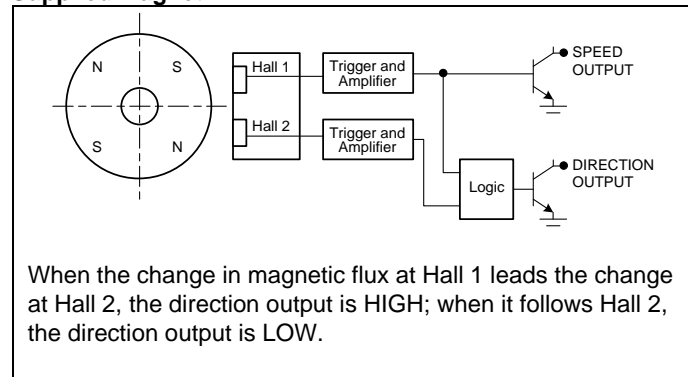 N S
S N
Hall 1
Hall 2
Trigger and
Amplifier
Trigger and
Amplifier
Logic
SPEED
OUTPUT
DIRECTION
OUTPUT
When the change in magnetic flux at Hall 1 leads the change
at Hall 2, the direction output is HIGH; when it follows Hall 2,
the direction output is LOW.